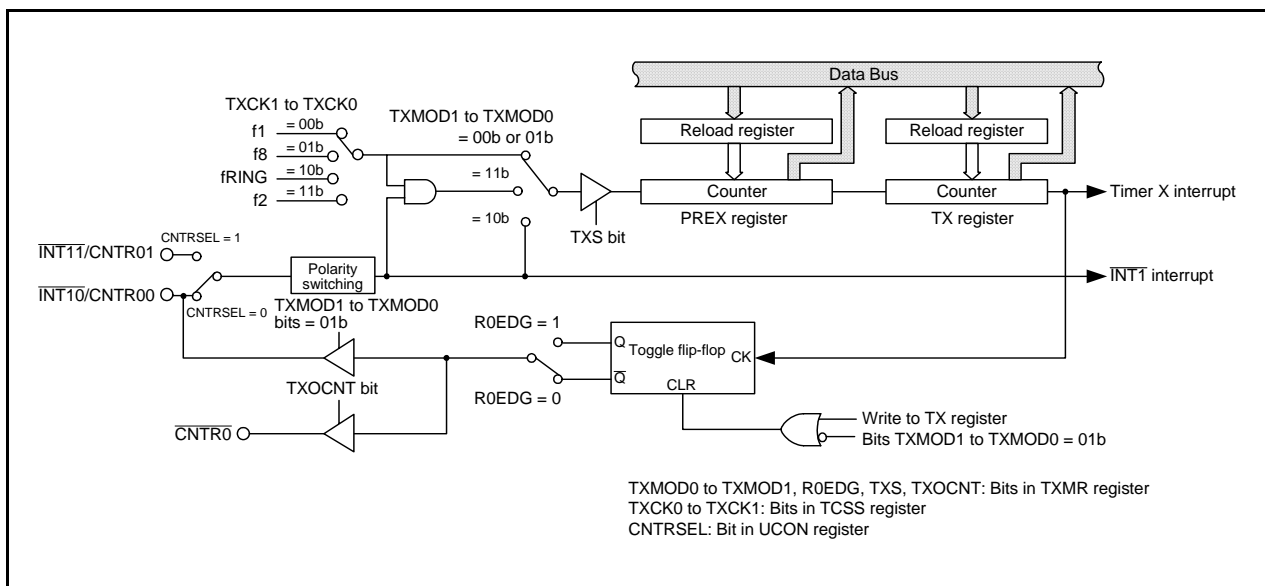 Data Bus
TXCK1 to TXCK0
TXMOD1 to TXMOD0
= 00b or 01b
f1
= 00b
f8
= 01b
fRING
= 10b
f2
= 11b
= 11b
= 10b
Reload register
Reload register
Counter
Counter
Timer X interrupt
PREX register
TX register
TXS bit
INT11/CNTR01
CNTRSEL = 1
INT10/CNTR00
CNTRSEL = 0
Polarity
switching
INT1 interrupt
TXMOD1 to TXMOD0
bits = 01b
R0EDG = 1
Q
Toggle flip-flop
CK
Q
CLR
R0EDG = 0
TXOCNT bit
CNTR0
Write to TX register
Bits TXMOD1 to TXMOD0 = 01b
TXMOD0 to TXMOD1, R0EDG, TXS, TXOCNT: Bits in TXMR register
TXCK0 to TXCK1: Bits in TCSS register
CNTRSEL: Bit in UCON register